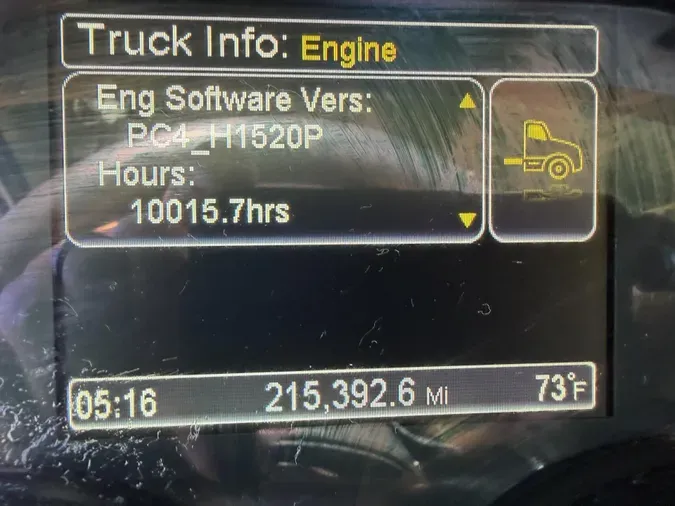 Truck Info: Engine
Eng Software Vers:
PC4_H1520P
Hours:
10015.7hrs
05:16 215,392.6 Mi 73°F